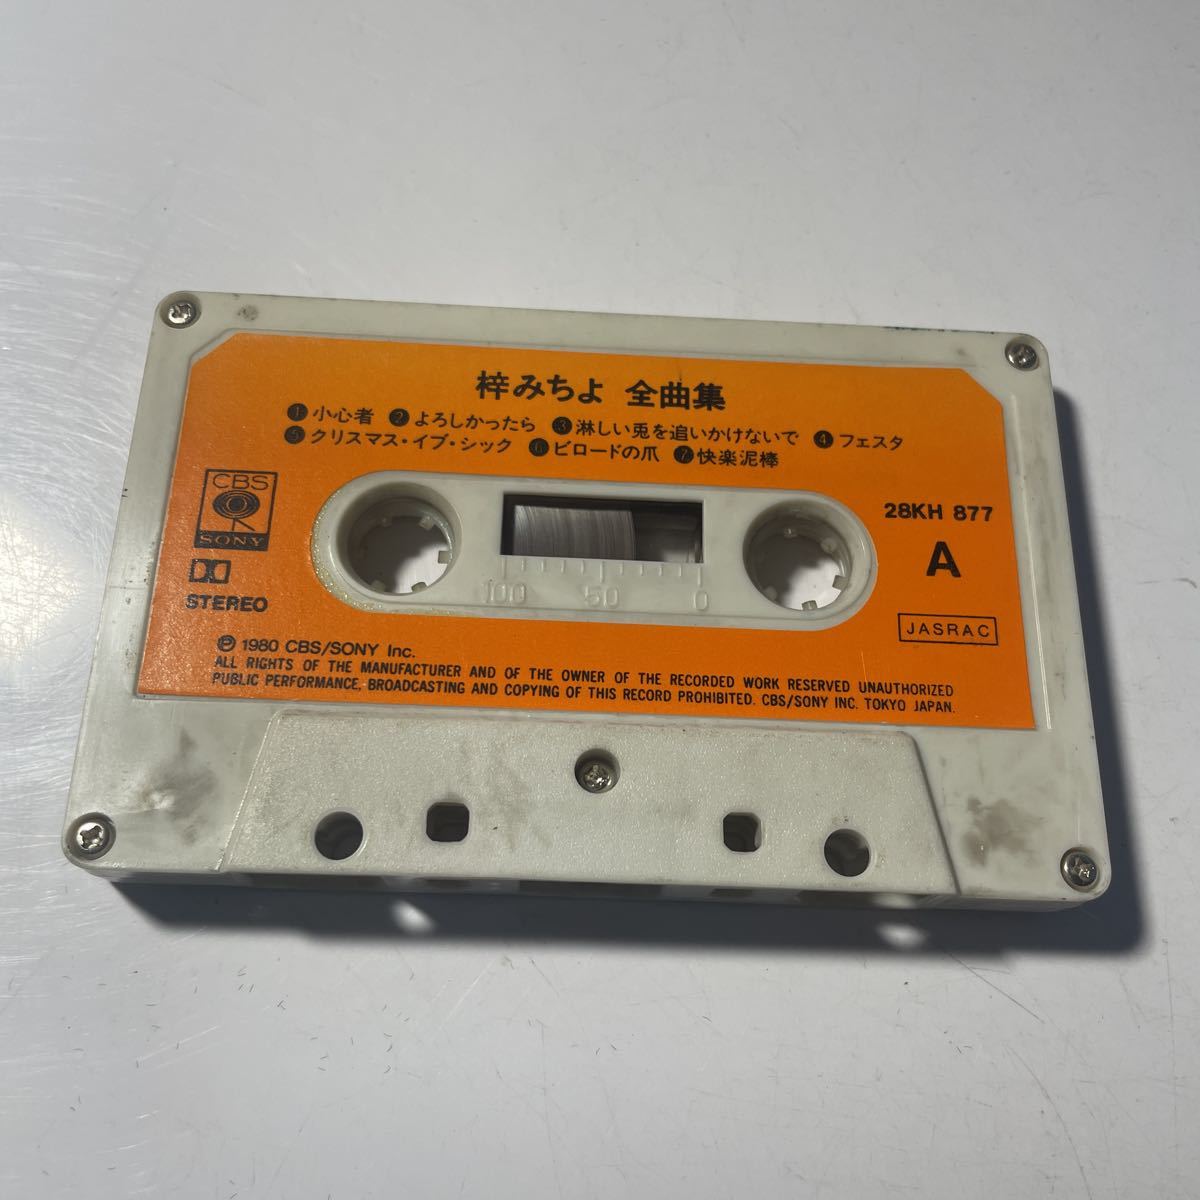 梓みちよ 全曲集
1 小心者 2 よろしかったら 3 淋しい兎を追いかけないで 4 フェスタ
5 クリスマス・イブ・シック 6 ビロードの爪 7 快楽泥棒
CBS
SONY
STEREO
28KH 877
A
100 50 0
JASRAC
Ⓟ 1980 CBS/SONY Inc.
ALL RIGHTS OF THE MANUFACTURER AND OF THE OWNER OF THE RECORDED WORK RESERVED UNAUTHORIZED
PUBLIC PERFORMANCE, BROADCASTING AND COPYING OF THIS RECORD PROHIBITED. CBS/SONY INC. TOKYO JAPAN.